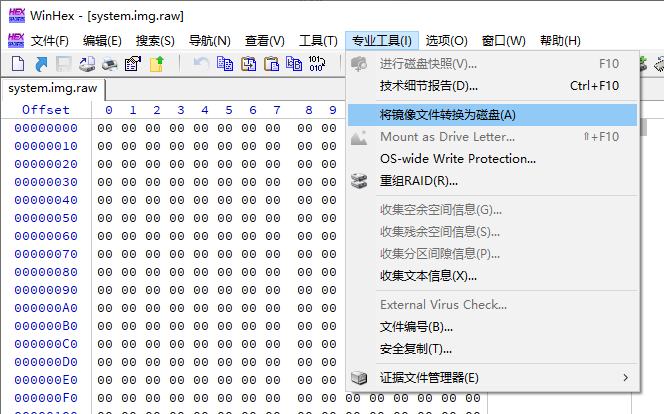 WinHex - [system.img.raw]
文件(F) 编辑(E) 搜索(S) 导航(N) 查看(V) 工具(T) 专业工具(I) 选项(O) 窗口(W) 帮助(H)
system.img.raw
Offset 0 1 2 3 4 5 6 7 8 9
00000000 00 00 00 00 00 00 00 00 00 00
00000010 00 00 00 00 00 00 00 00 00 00
00000020 00 00 00 00 00 00 00 00 00 00
00000030 00 00 00 00 00 00 00 00 00 00
00000040 00 00 00 00 00 00 00 00 00 00
00000050 00 00 00 00 00 00 00 00 00 00
00000060 00 00 00 00 00 00 00 00 00 00
00000070 00 00 00 00 00 00 00 00 00 00
00000080 00 00 00 00 00 00 00 00 00 00
00000090 00 00 00 00 00 00 00 00 00 00
000000A0 00 00 00 00 00 00 00 00 00 00
000000B0 00 00 00 00 00 00 00 00 00 00
000000C0 00 00 00 00 00 00 00 00 00 00
000000D0 00 00 00 00 00 00 00 00 00 00
000000E0 00 00 00 00 00 00 00 00 00 00
000000F0 00 00 00 00 00 00 00 00 00 00 00 00 00 00 00 00
进行磁盘快照(V)... F10
技术细节报告(D)... Ctrl+F10
将镜像文件转换为磁盘(A)
Mount as Drive Letter... ⇧+F10
OS-wide Write Protection...
重组RAID(R)...
收集空余空间信息(G)...
收集残余空间信息(S)...
收集分区间隙信息(P)...
收集文本信息(X)...
External Virus Check...
文件编号(B)...
安全复制(T)...
证据文件管理器(E)